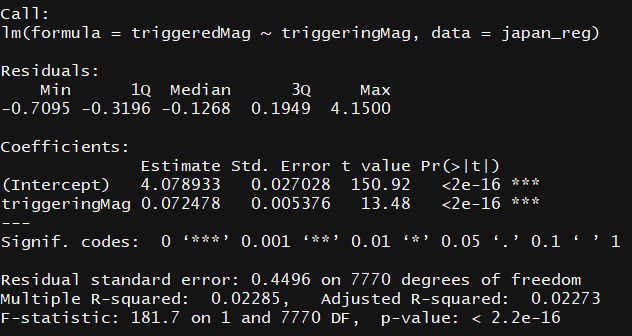 Call:
lm(formula = triggeredMag ~ triggeringMag, data = japan_reg)
Residuals:
    Min      1Q  Median      3Q     Max
-0.7095 -0.3196 -0.1268  0.1949  4.1500
Coefficients:
              Estimate Std. Error t value Pr(>|t|)
(Intercept)   4.078933   0.027028  150.92   <2e-16 ***
triggeringMag 0.072478   0.005376   13.48   <2e-16 ***
---
Signif. codes:  0 ‘***’ 0.001 ‘**’ 0.01 ‘*’ 0.05 ‘.’ 0.1 ‘ ’ 1
Residual standard error: 0.4496 on 7770 degrees of freedom
Multiple R-squared:  0.02285,   Adjusted R-squared:  0.02273
F-statistic: 181.7 on 1 and 7770 DF,  p-value: < 2.2e-16